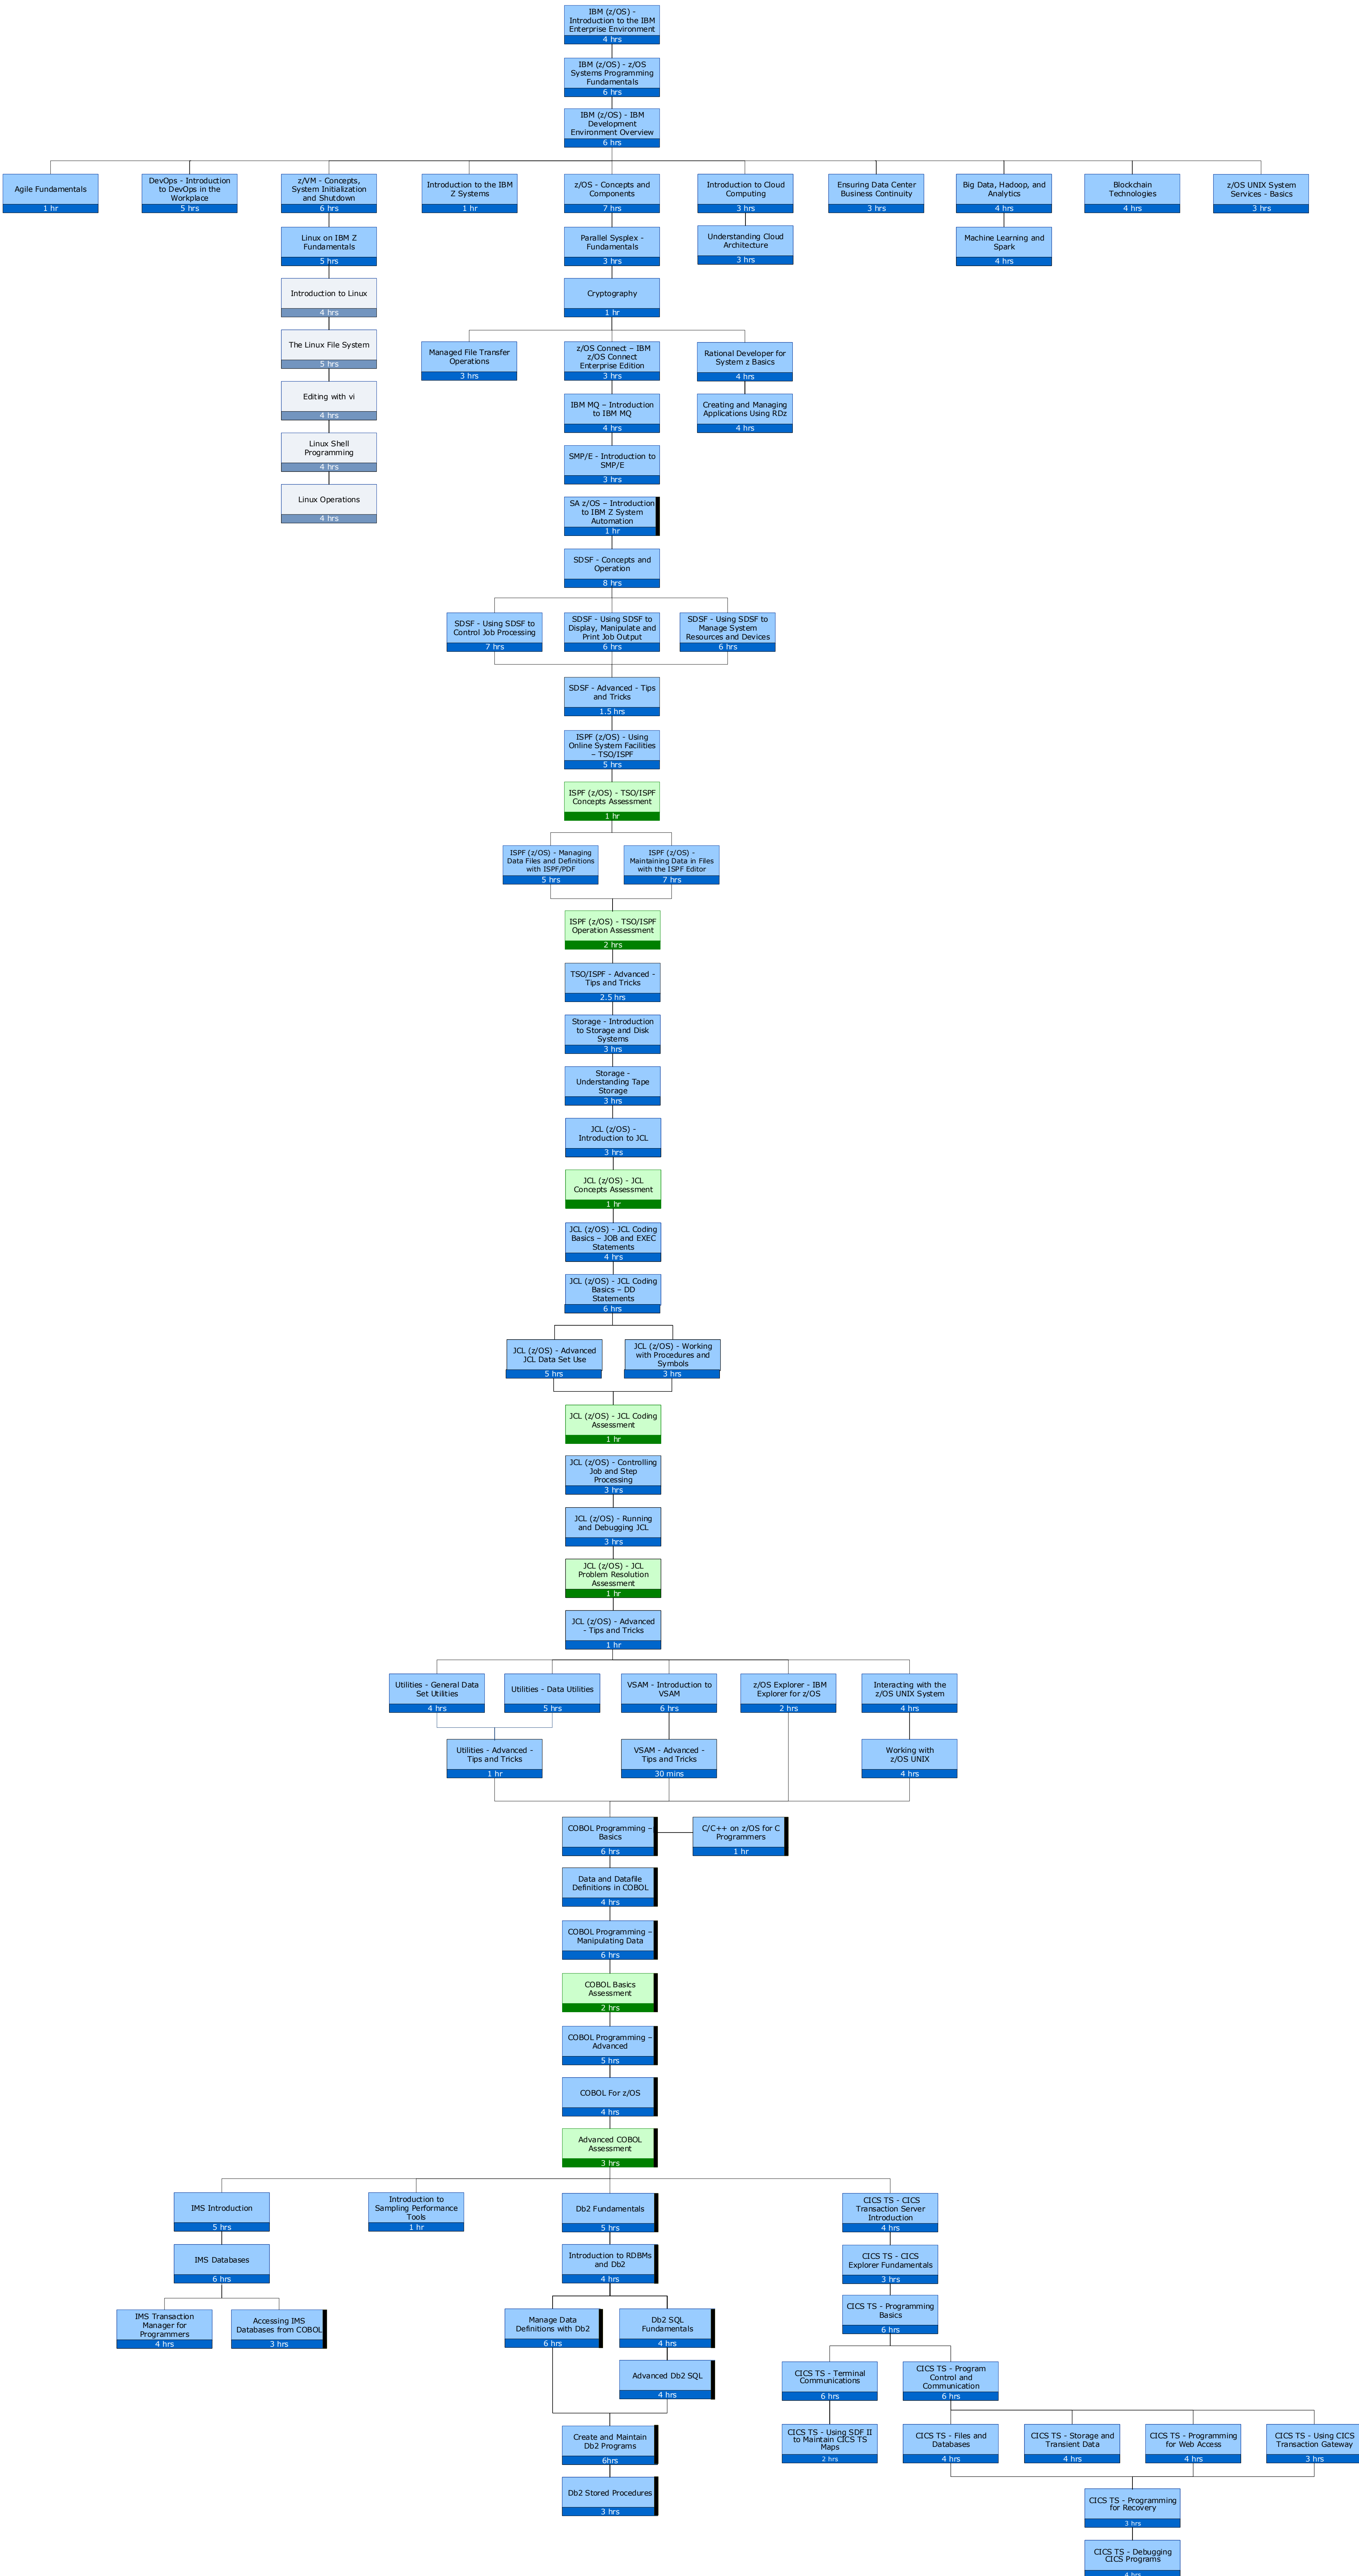 IBM (z/OS) -
Introduction to the IBM
Enterprise Environment
4 hrs
IBM (z/OS) - z/OS
Systems Programming
Fundamentals
6 hrs
IBM (z/OS) - IBM
Development
Environment Overview
6 hrs
Agile Fundamentals
1 hr
DevOps - Introduction
to DevOps in the
Workplace
5 hrs
z/VM - Concepts,
System Initialization
and Shutdown
6 hrs
Introduction to the IBM
Z Systems
1 hr
z/OS - Concepts and
Components
7 hrs
Introduction to Cloud
Computing
3 hrs
Ensuring Data Center
Business Continuity
3 hrs
Big Data, Hadoop, and
Analytics
4 hrs
Blockchain
Technologies
4 hrs
z/OS UNIX System
Services - Basics
3 hrs
Linux on IBM Z
Fundamentals
5 hrs
Parallel Sysplex -
Fundamentals
3 hrs
Understanding Cloud
Architecture
3 hrs
Machine Learning and
Spark
4 hrs
Introduction to Linux
4 hrs
Cryptography
1 hr
The Linux File System
5 hrs
Managed File Transfer
Operations
3 hrs
z/OS Connect – IBM
z/OS Connect
Enterprise Edition
3 hrs
Rational Developer for
System z Basics
4 hrs
Editing with vi
4 hrs
IBM MQ – Introduction
to IBM MQ
4 hrs
Creating and Managing
Applications Using RDz
4 hrs
Linux Shell
Programming
4 hrs
SMP/E - Introduction to
SMP/E
3 hrs
Linux Operations
4 hrs
SA z/OS – Introduction
to IBM Z System
Automation
1 hr
SDSF - Concepts and
Operation
8 hrs
SDSF - Using SDSF to
Control Job Processing
7 hrs
SDSF - Using SDSF to
Display, Manipulate and
Print Job Output
6 hrs
SDSF - Using SDSF to
Manage System
Resources and Devices
6 hrs
SDSF - Advanced - Tips
and Tricks
1.5 hrs
ISPF (z/OS) - Using
Online System Facilities
– TSO/ISPF
5 hrs
ISPF (z/OS) - TSO/ISPF
Concepts Assessment
1 hr
ISPF (z/OS) - Managing
Data Files and Definitions
with ISPF/PDF
5 hrs
ISPF (z/OS) -
Maintaining Data in Files
with the ISPF Editor
7 hrs
ISPF (z/OS) - TSO/ISPF
Operation Assessment
2 hrs
TSO/ISPF - Advanced -
Tips and Tricks
2.5 hrs
Storage - Introduction
to Storage and Disk
Systems
3 hrs
Storage -
Understanding Tape
Storage
3 hrs
JCL (z/OS) -
Introduction to JCL
3 hrs
JCL (z/OS) - JCL
Concepts Assessment
1 hr
JCL (z/OS) - JCL Coding
Basics – JOB and EXEC
Statements
4 hrs
JCL (z/OS) - JCL Coding
Basics – DD
Statements
6 hrs
JCL (z/OS) - Advanced
JCL Data Set Use
5 hrs
JCL (z/OS) - Working
with Procedures and
Symbols
3 hrs
JCL (z/OS) - JCL Coding
Assessment
1 hr
JCL (z/OS) - Controlling
Job and Step
Processing
3 hrs
JCL (z/OS) - Running
and Debugging JCL
3 hrs
JCL (z/OS) - JCL
Problem Resolution
Assessment
1 hr
JCL (z/OS) - Advanced
- Tips and Tricks
1 hr
Utilities - General Data
Set Utilities
4 hrs
Utilities - Data Utilities
5 hrs
VSAM - Introduction to
VSAM
6 hrs
z/OS Explorer - IBM
Explorer for z/OS
2 hrs
Interacting with the
z/OS UNIX System
4 hrs
Utilities - Advanced -
Tips and Tricks
1 hr
VSAM - Advanced -
Tips and Tricks
30 mins
Working with
z/OS UNIX
4 hrs
COBOL Programming –
Basics
6 hrs
C/C++ on z/OS for C
Programmers
1 hr
Data and Datafile
Definitions in COBOL
4 hrs
COBOL Programming –
Manipulating Data
6 hrs
COBOL Basics
Assessment
2 hrs
COBOL Programming –
Advanced
5 hrs
COBOL For z/OS
4 hrs
Advanced COBOL
Assessment
3 hrs
IMS Introduction
5 hrs
Introduction to
Sampling Performance
Tools
1 hr
Db2 Fundamentals
5 hrs
CICS TS - CICS
Transaction Server
Introduction
4 hrs
IMS Databases
6 hrs
Introduction to RDBMs
and Db2
4 hrs
CICS TS - CICS
Explorer Fundamentals
3 hrs
IMS Transaction
Manager for
Programmers
4 hrs
Accessing IMS
Databases from COBOL
3 hrs
Manage Data
Definitions with Db2
6 hrs
Db2 SQL
Fundamentals
4 hrs
CICS TS - Programming
Basics
6 hrs
Advanced Db2 SQL
4 hrs
CICS TS - Terminal
Communications
6 hrs
CICS TS - Program
Control and
Communication
6 hrs
Create and Maintain
Db2 Programs
6hrs
CICS TS - Using SDF II
to Maintain CICS TS
Maps
2 hrs
CICS TS - Files and
Databases
4 hrs
CICS TS - Storage and
Transient Data
4 hrs
CICS TS - Programming
for Web Access
4 hrs
CICS TS - Using CICS
Transaction Gateway
3 hrs
Db2 Stored Procedures
3 hrs
CICS TS - Programming
for Recovery
3 hrs
CICS TS - Debugging
CICS Programs
4 hrs